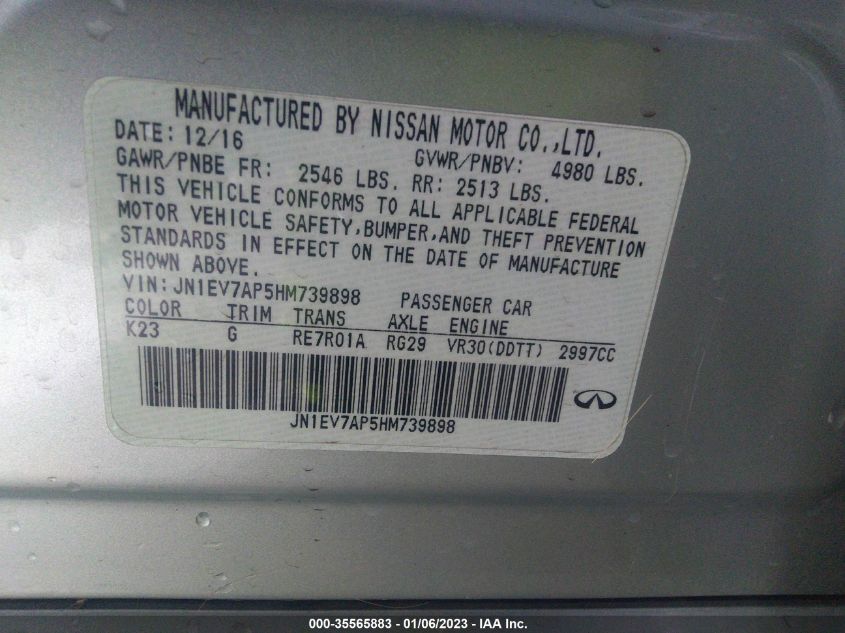 MANUFACTURED BY NISSAN MOTOR CO.,LTD.
DATE: 12/16 GVWR/PNBV: 4980 LBS.
GAWR/PNBE FR: 2546 LBS. RR: 2513 LBS.
THIS VEHICLE CONFORMS TO ALL APPLICABLE FEDERAL
MOTOR VEHICLE SAFETY,BUMPER,AND THEFT PREVENTION
STANDARDS IN EFFECT ON THE DATE OF MANUFACTURE
SHOWN ABOVE.
VIN:JN1EV7AP5HM739898 PASSENGER CAR
COLOR TRIM TRANS AXLE ENGINE
K23 G RE7R01A RG29 VR30(DDTT) 2997CC
JN1EV7AP5HM739898
000-35565883 - 01/06/2023 - IAA Inc.